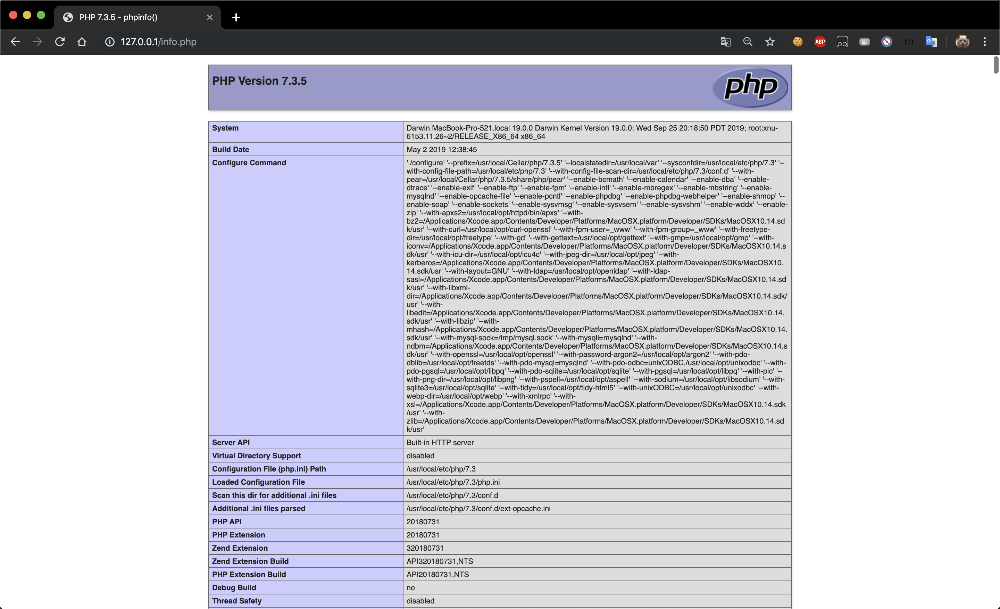 PHP 7.3.5 - phpinfo()
127.0.0.1/info.php
ABP
PHP Version 7.3.5
php
System
Darwin MacBook-Pro-521.local 19.0.0 Darwin Kernel Version 19.0.0: Wed Sep 25 20:18:50 PDT 2019; root:xnu-
6153.11.26~2/RELEASE_X86_64 x86_64
Build Date
May 2 2019 12:38:45
Configure Command
'./configure' '--prefix=/usr/local/Cellar/php/7.3.5' '--localstatedir=/usr/local/var' '--sysconfdir=/usr/local/etc/php/7.3' '--
with-config-file-path=/usr/local/etc/php/7.3' '--with-config-file-scan-dir=/usr/local/etc/php/7.3/conf.d' '--with-
pear=/usr/local/Cellar/php/7.3.5/share/php/pear' '--enable-bcmath' '--enable-calendar' '--enable-dba' '--enable-
dtrace' '--enable-exif' '--enable-ftp' '--enable-fpm' '--enable-intl' '--enable-mbregex' '--enable-mbstring' '--enable-
mysqlnd' '--enable-opcache-file' '--enable-pcntl' '--enable-phpdbg' '--enable-phpdbg-webhelper' '--enable-shmop' '--
enable-soap' '--enable-sockets' '--enable-sysvmsg' '--enable-sysvsem' '--enable-sysvshm' '--enable-wddx' '--enable-
zip' '--with-apxs2=/usr/local/opt/httpd/bin/apxs' '--with-
bz2=/Applications/Xcode.app/Contents/Developer/Platforms/MacOSX.platform/Developer/SDKs/MacOSX10.14.sd
k/usr' '--with-curl=/usr/local/opt/curl-openssl' '--with-fpm-user=_www' '--with-fpm-group=_www' '--with-freetype-
dir=/usr/local/opt/freetype' '--with-gd' '--with-gettext=/usr/local/opt/gettext' '--with-gmp=/usr/local/opt/gmp' '--with-
iconv=/Applications/Xcode.app/Contents/Developer/Platforms/MacOSX.platform/Developer/SDKs/MacOSX10.14.s
dk/usr' '--with-icu-dir=/usr/local/opt/icu4c' '--with-jpeg-dir=/usr/local/opt/jpeg' '--with-
kerberos=/Applications/Xcode.app/Contents/Developer/Platforms/MacOSX.platform/Developer/SDKs/MacOSX10.
14.sdk/usr' '--with-layout=GNU' '--with-ldap=/usr/local/opt/openldap' '--with-ldap-
sasl=/Applications/Xcode.app/Contents/Developer/Platforms/MacOSX.platform/Developer/SDKs/MacOSX10.14.sd
k/usr' '--with-libxml-
dir=/Applications/Xcode.app/Contents/Developer/Platforms/MacOSX.platform/Developer/SDKs/MacOSX10.14.sdk/
usr' '--with-
libedit=/Applications/Xcode.app/Contents/Developer/Platforms/MacOSX.platform/Developer/SDKs/MacOSX10.14.
sdk/usr' '--with-libzip' '--with-
mhash=/Applications/Xcode.app/Contents/Developer/Platforms/MacOSX.platform/Developer/SDKs/MacOSX10.14.
sdk/usr' '--with-mysql-sock=/tmp/mysql.sock' '--with-mysqli=mysqlnd' '--with-
ndbm=/Applications/Xcode.app/Contents/Developer/Platforms/MacOSX.platform/Developer/SDKs/MacOSX10.14.s
dk/usr' '--with-openssl=/usr/local/opt/openssl' '--with-password-argon2=/usr/local/opt/argon2' '--with-pdo-
dblib=/usr/local/opt/freetds' '--with-pdo-mysql=mysqlnd' '--with-pdo-odbc=unixODBC,/usr/local/opt/unixodbc' '--with-
pdo-pgsql=/usr/local/opt/libpq' '--with-pdo-sqlite=/usr/local/opt/sqlite' '--with-pgsql=/usr/local/opt/libpq' '--with-pic' '--
with-png-dir=/usr/local/opt/libpng' '--with-pspell=/usr/local/opt/aspell' '--with-sodium=/usr/local/opt/libsodium' '--with-
sqlite3=/usr/local/opt/sqlite' '--with-tidy=/usr/local/opt/tidy-html5' '--with-unixODBC=/usr/local/opt/unixodbc' '--with-
webp-dir=/usr/local/opt/webp' '--with-xmlrpc' '--with-
xsl=/Applications/Xcode.app/Contents/Developer/Platforms/MacOSX.platform/Developer/SDKs/MacOSX10.14.sdk
/usr' '--with-
zlib=/Applications/Xcode.app/Contents/Developer/Platforms/MacOSX.platform/Developer/SDKs/MacOSX10.14.sd
k/usr'
Server API
Built-in HTTP server
Virtual Directory Support
disabled
Configuration File (php.ini) Path
/usr/local/etc/php/7.3
Loaded Configuration File
/usr/local/etc/php/7.3/php.ini
Scan this dir for additional .ini files
/usr/local/etc/php/7.3/conf.d
Additional .ini files parsed
/usr/local/etc/php/7.3/conf.d/ext-opcache.ini
PHP API
20180731
PHP Extension
20180731
Zend Extension
320180731
Zend Extension Build
API320180731,NTS
PHP Extension Build
API20180731,NTS
Debug Build
no
Thread Safety
disabled